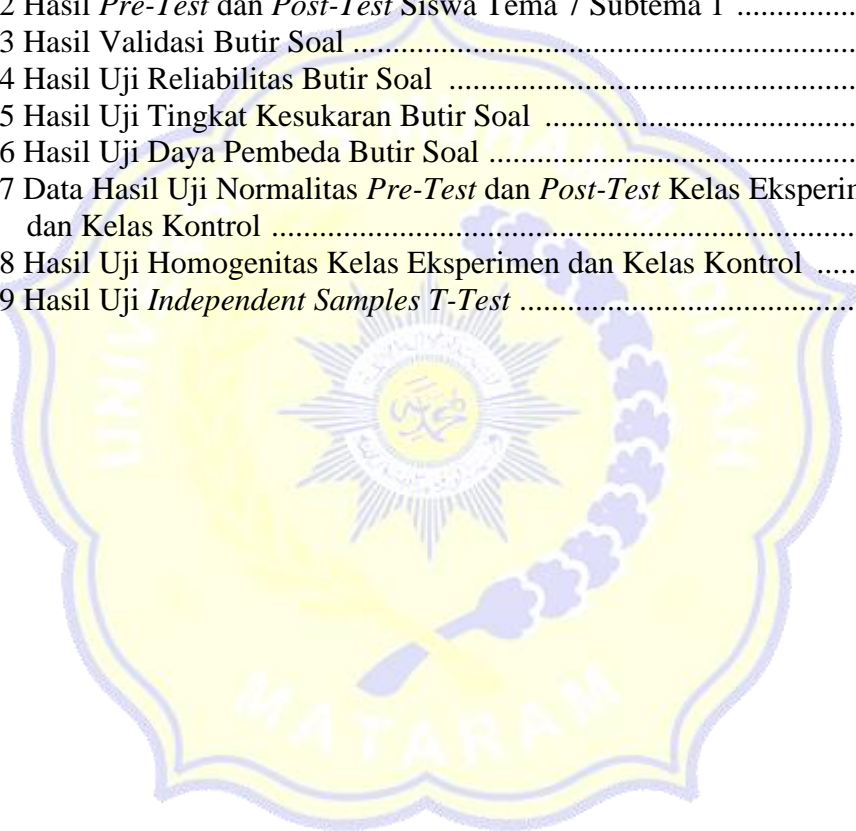 2 Hasil Pre-Test dan Post-Test Siswa Tema 7 Subtema 1 ................
3 Hasil Validasi Butir Soal ......................................................................
4 Hasil Uji Reliabilitas Butir Soal ........................................................
5 Hasil Uji Tingkat Kesukaran Butir Soal ...........................................
6 Hasil Uji Daya Pembeda Butir Soal ..................................................
7 Data Hasil Uji Normalitas Pre-Test dan Post-Test Kelas Eksperim
dan Kelas Kontrol ................................................................................
8 Hasil Uji Homogenitas Kelas Eksperimen dan Kelas Kontrol ......
9 Hasil Uji Independent Samples T-Test ..............................................
UNIVERSITAS MUHAMMADIYAH
MATARAM